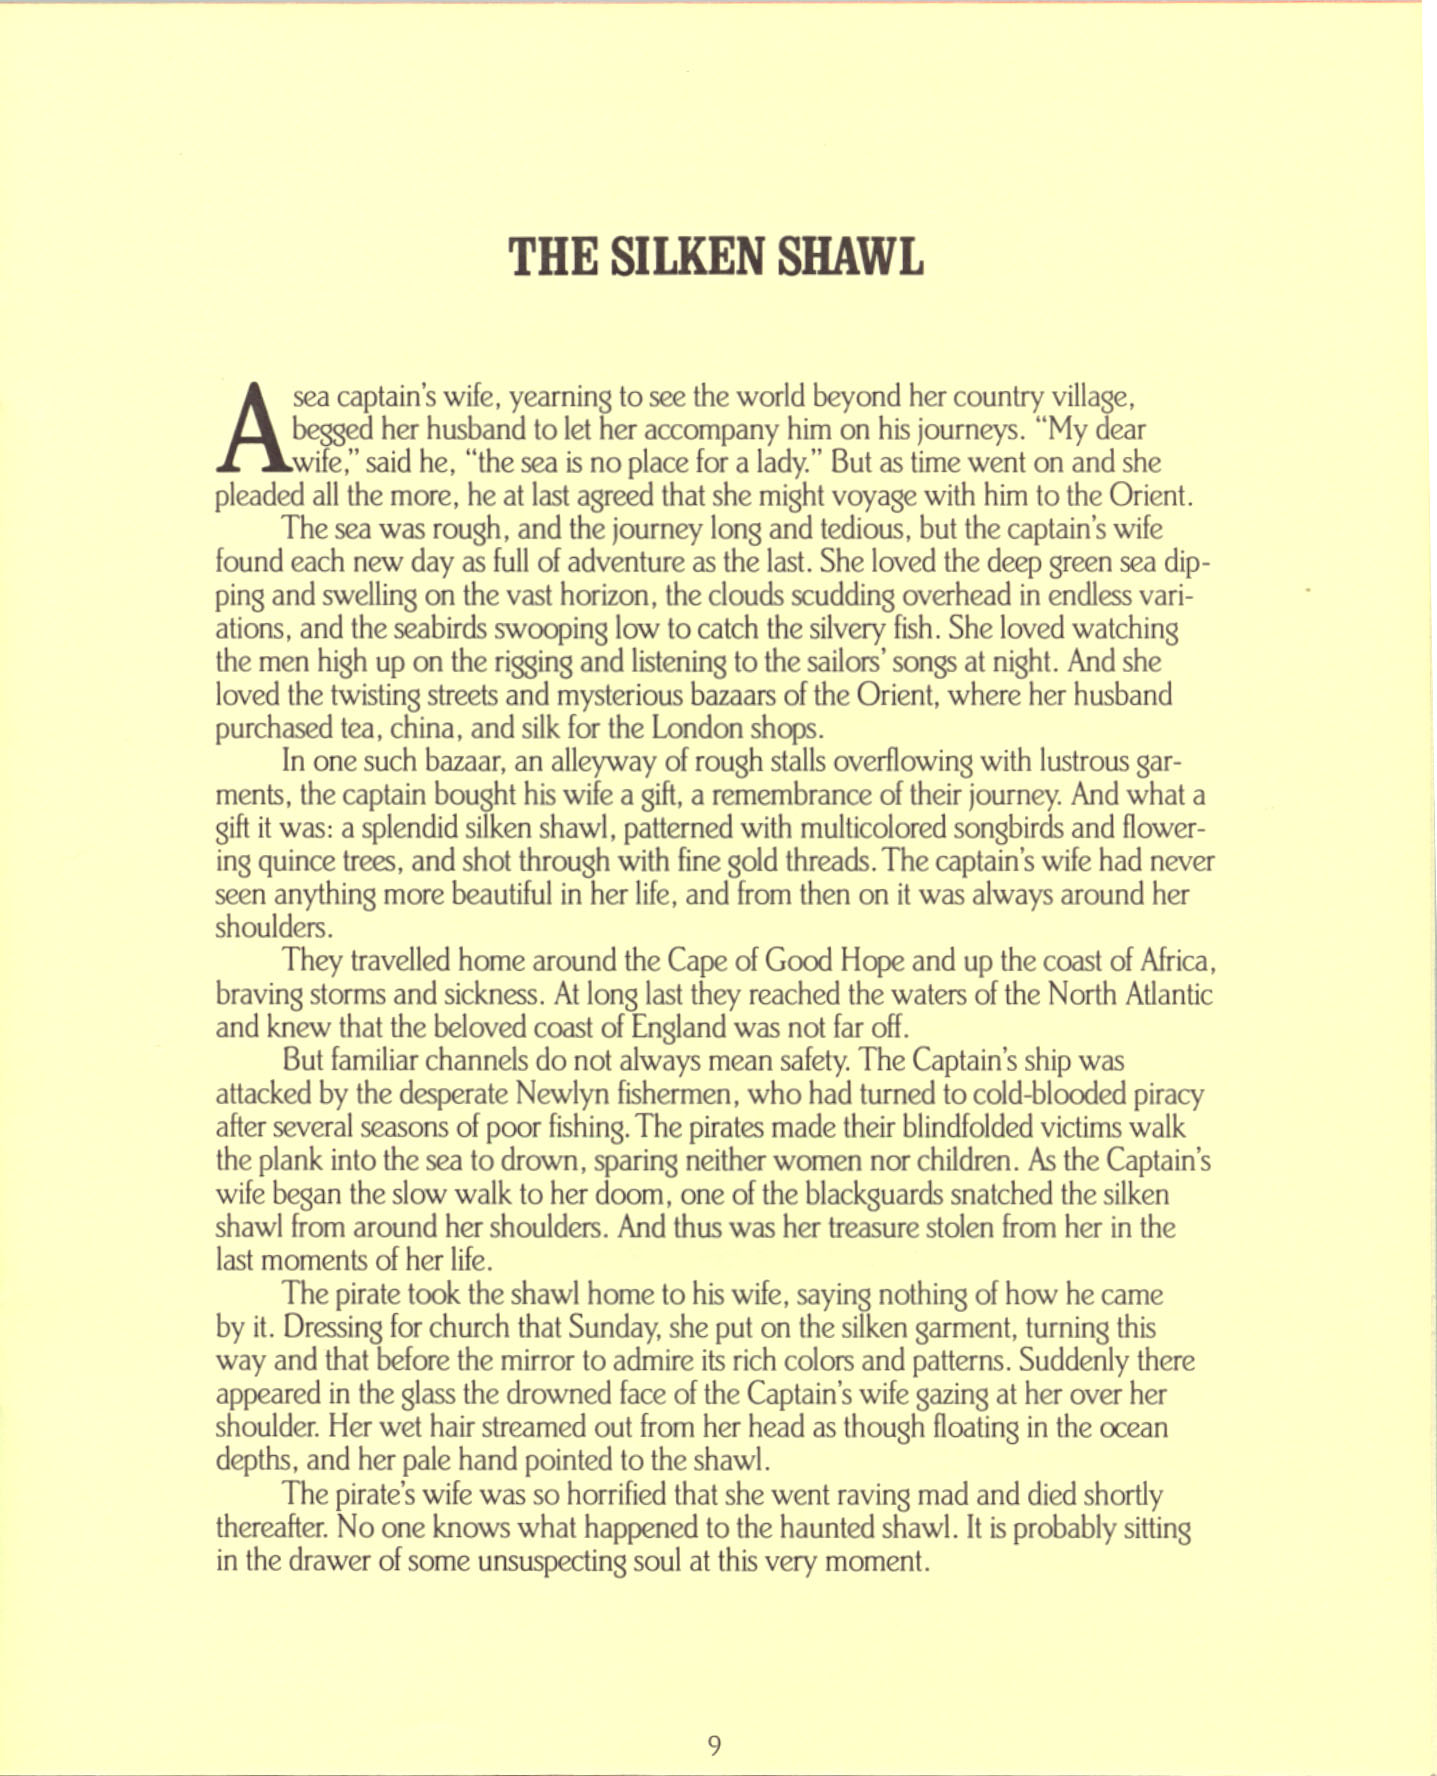 THE SILKEN SHAWL
A sea captain's wife, yearning to see the world beyond her country village,
begged her husband to let her accompany him on his journeys. “My dear
wife,” said he, “the sea is no place for a lady.” But as time went on and she
pleaded all the more, he at last agreed that she might voyage with him to the Orient.
The sea was rough, and the journey long and tedious, but the captain's wife
found each new day as full of adventure as the last. She loved the deep green sea dip-
ping and swelling on the vast horizon, the clouds scudding overhead in endless vari-
ations, and the seabirds swooping low to catch the silvery fish. She loved watching
the men high up on the rigging and listening to the sailors' songs at night. And she
loved the twisting streets and mysterious bazaars of the Orient, where her husband
purchased tea, china, and silk for the London shops.
In one such bazaar, an alleyway of rough stalls overflowing with lustrous gar-
ments, the captain bought his wife a gift, a remembrance of their journey. And what a
gift it was: a splendid silken shawl, patterned with multicolored songbirds and flower-
ing quince trees, and shot through with fine gold threads. The captain's wife had never
seen anything more beautiful in her life, and from then on it was always around her
shoulders.
They travelled home around the Cape of Good Hope and up the coast of Africa,
braving storms and sickness. At long last they reached the waters of the North Atlantic
and knew that the beloved coast of England was not far off.
But familiar channels do not always mean safety. The Captain's ship was
attacked by the desperate Newlyn fishermen, who had turned to cold-blooded piracy
after several seasons of poor fishing. The pirates made their blindfolded victims walk
the plank into the sea to drown, sparing neither women nor children. As the Captain's
wife began the slow walk to her doom, one of the blackguards snatched the silken
shawl from around her shoulders. And thus was her treasure stolen from her in the
last moments of her life.
The pirate took the shawl home to his wife, saying nothing of how he came
by it. Dressing for church that Sunday, she put on the silken garment, turning this
way and that before the mirror to admire its rich colors and patterns. Suddenly there
appeared in the glass the drowned face of the Captain's wife gazing at her over her
shoulder. Her wet hair streamed out from her head as though floating in the ocean
depths, and her pale hand pointed to the shawl.
The pirate's wife was so horrified that she went raving mad and died shortly
thereafter. No one knows what happened to the haunted shawl. It is probably sitting
in the drawer of some unsuspecting soul at this very moment.
9